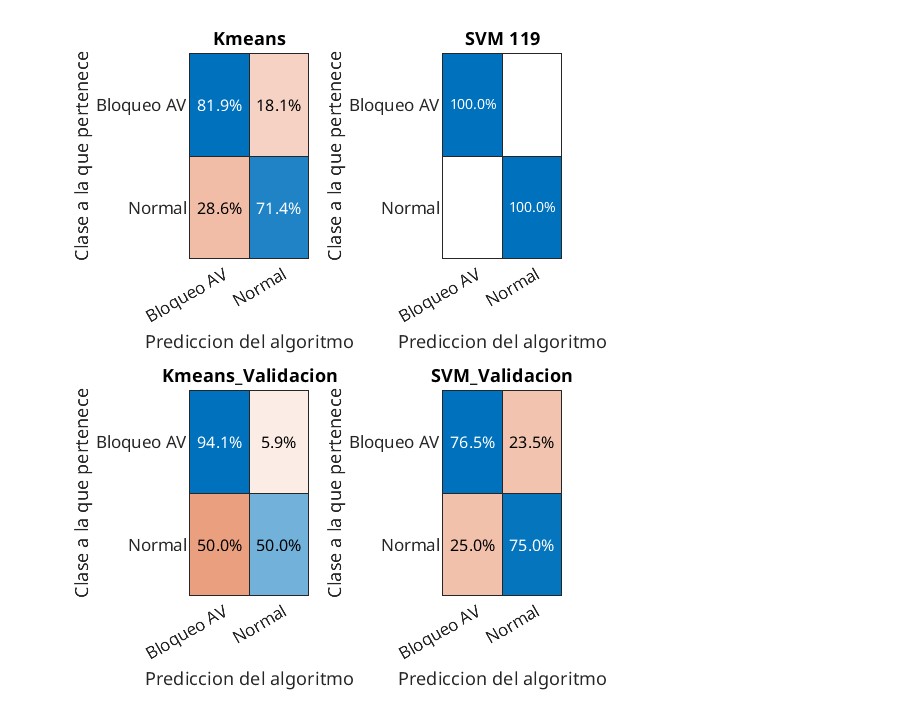 Kmeans
Clase a la que pertenece
Bloqueo AV
81.9%
18.1%
Normal
28.6%
71.4%
Bloqueo AV
Normal
Prediccion del algoritmo
SVM 119
Clase a la que pertenece
Bloqueo AV
100.0%
Normal
100.0%
Bloqueo AV
Normal
Prediccion del algoritmo
Kmeans_Validacion
Clase a la que pertenece
Bloqueo AV
94.1%
5.9%
Normal
50.0%
50.0%
Bloqueo AV
Normal
Prediccion del algoritmo
SVM_Validacion
Clase a la que pertenece
Bloqueo AV
76.5%
23.5%
Normal
25.0%
75.0%
Bloqueo AV
Normal
Prediccion del algoritmo